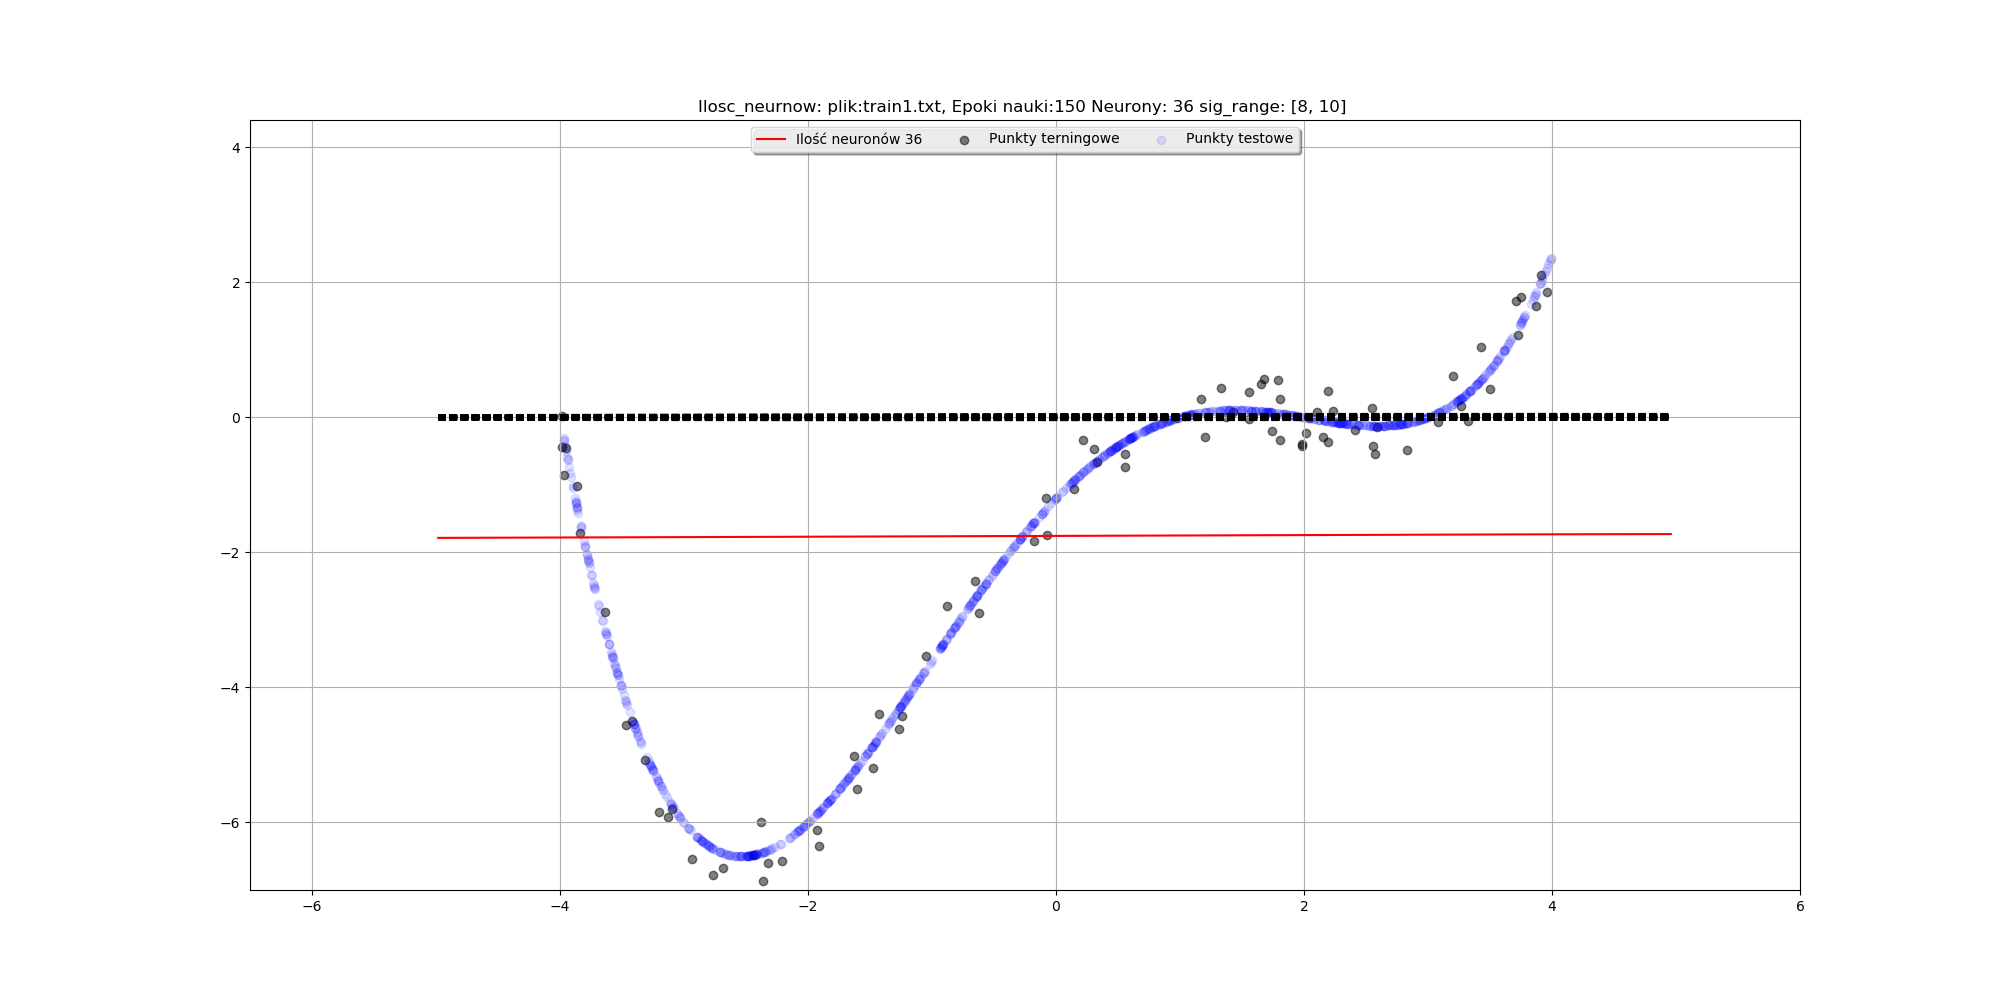 Ilosc_neurnow: plik:train1.txt, Epoki nauki:150 Neurony: 36 sig_range: [8, 10]
Ilość neuronów 36 Punkty terningowe Punkty testowe
4
2
0
−2
−4
−6
−6 −4 −2 0 2 4 6